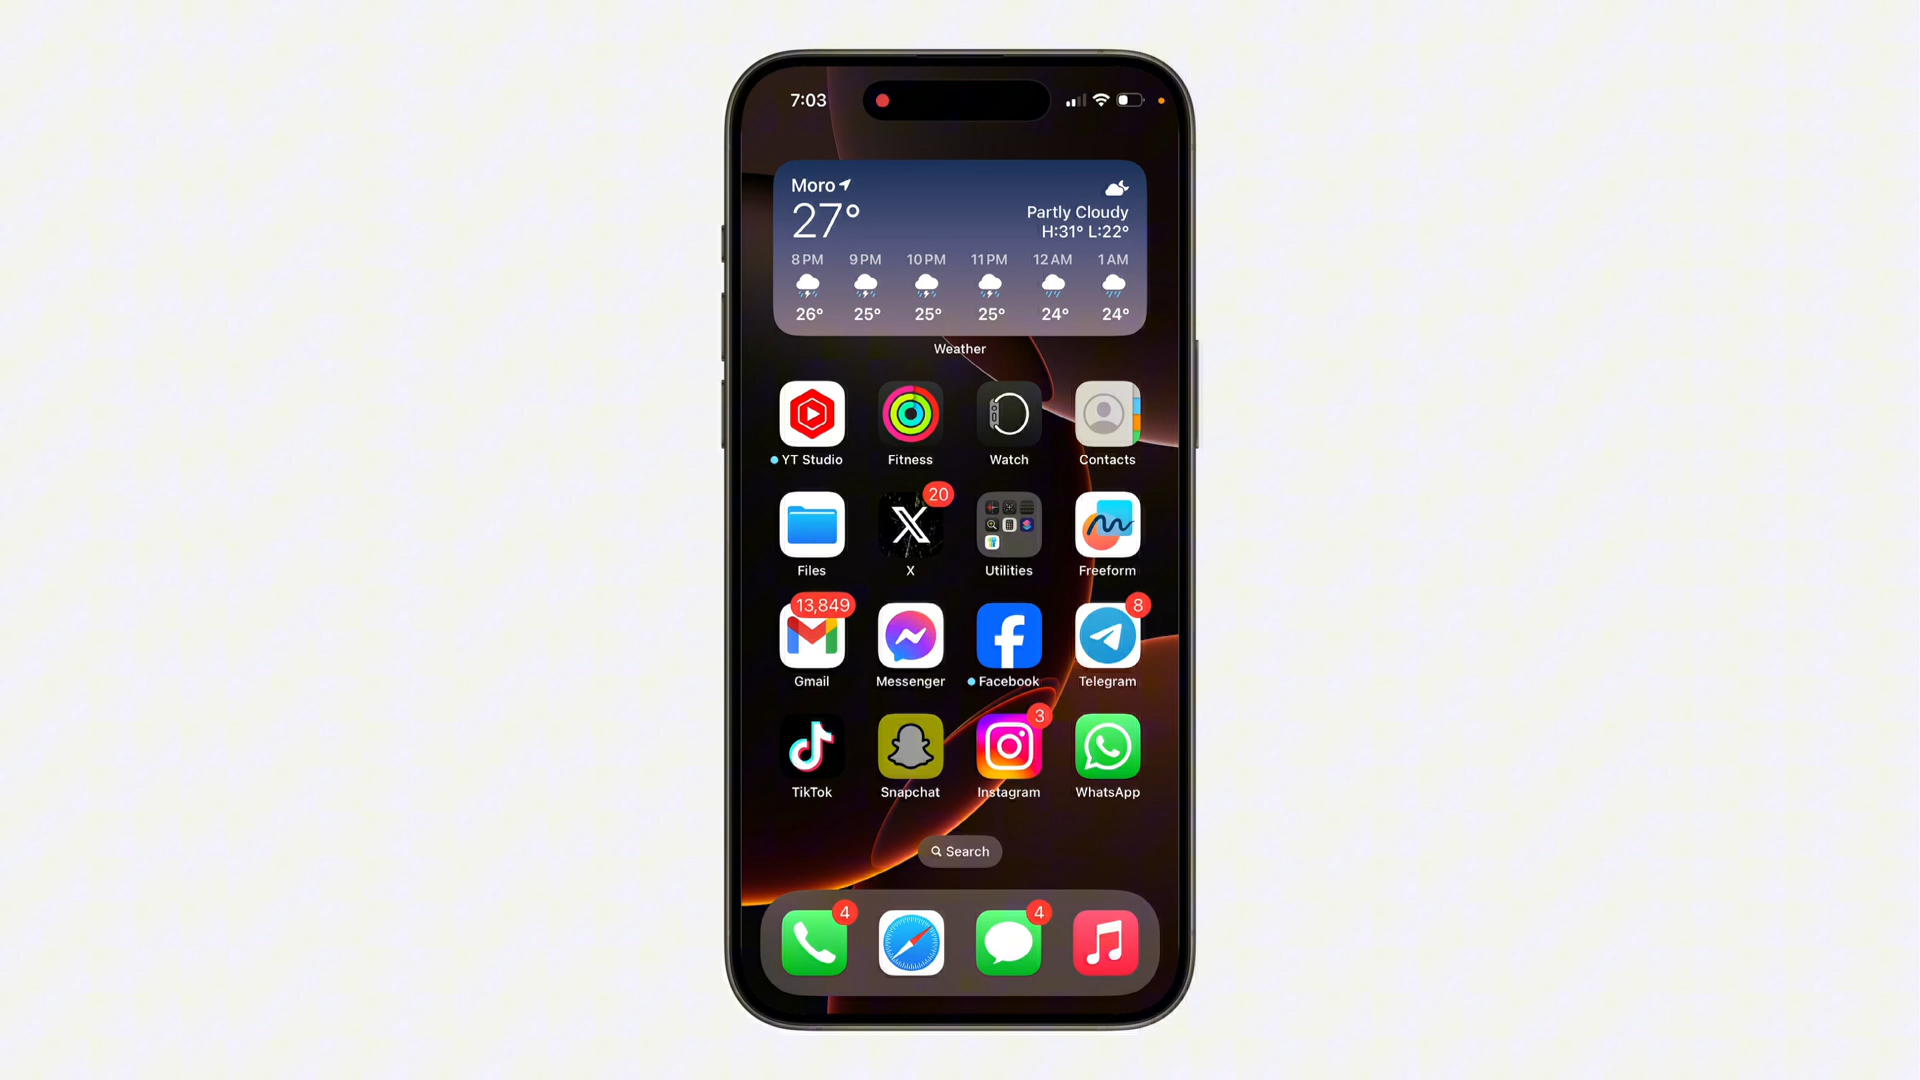 7:03
Moro
27°
Partly Cloudy
H:31° L:22°
8 PM 9 PM 10 PM 11 PM 12 AM 1 AM
26° 25° 25° 25° 24° 24°
Weather
YT Studio Fitness Watch Contacts
20
Files X Utilities Freeform
13,849 8
Gmail Messenger Facebook Telegram
3
TikTok Snapchat Instagram WhatsApp
Search
4 4